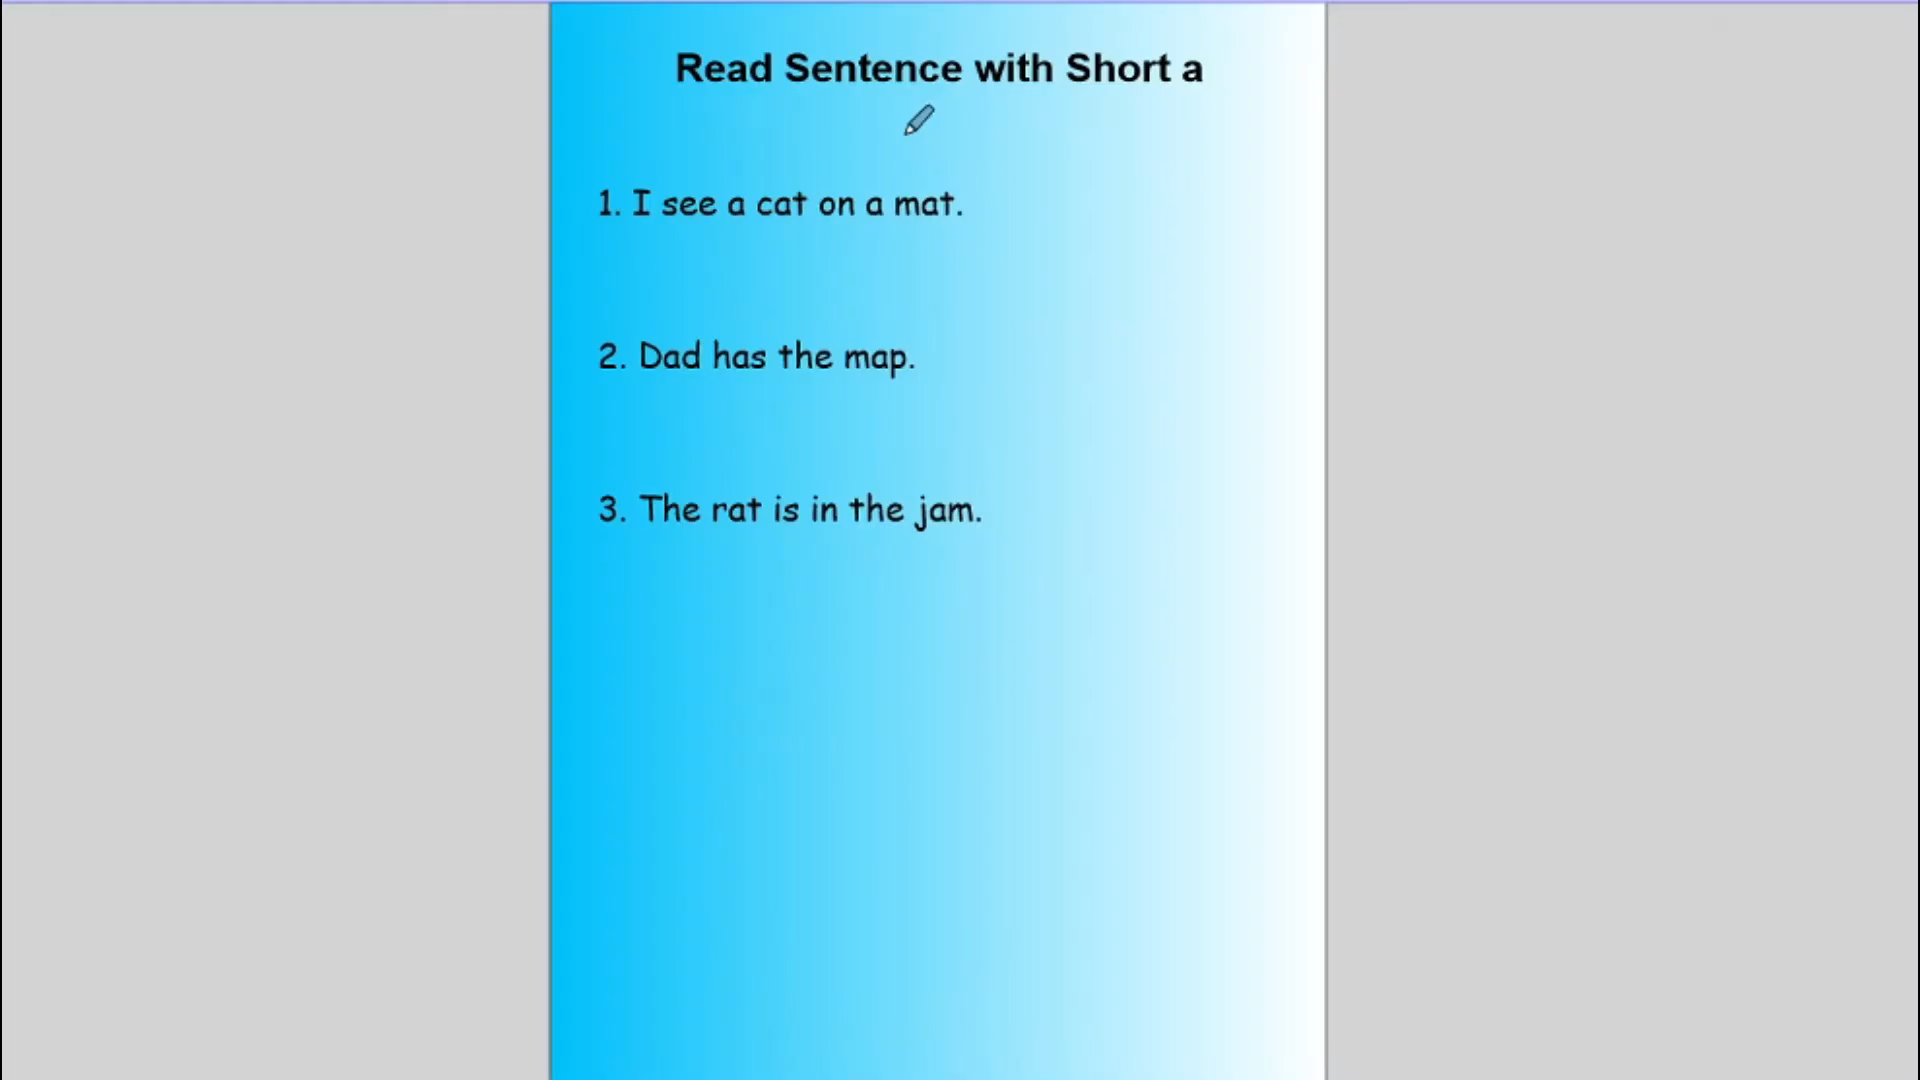 Read Sentence with Short a
1. I see a cat on a mat.
2. Dad has the map.
3. The rat is in the jam.